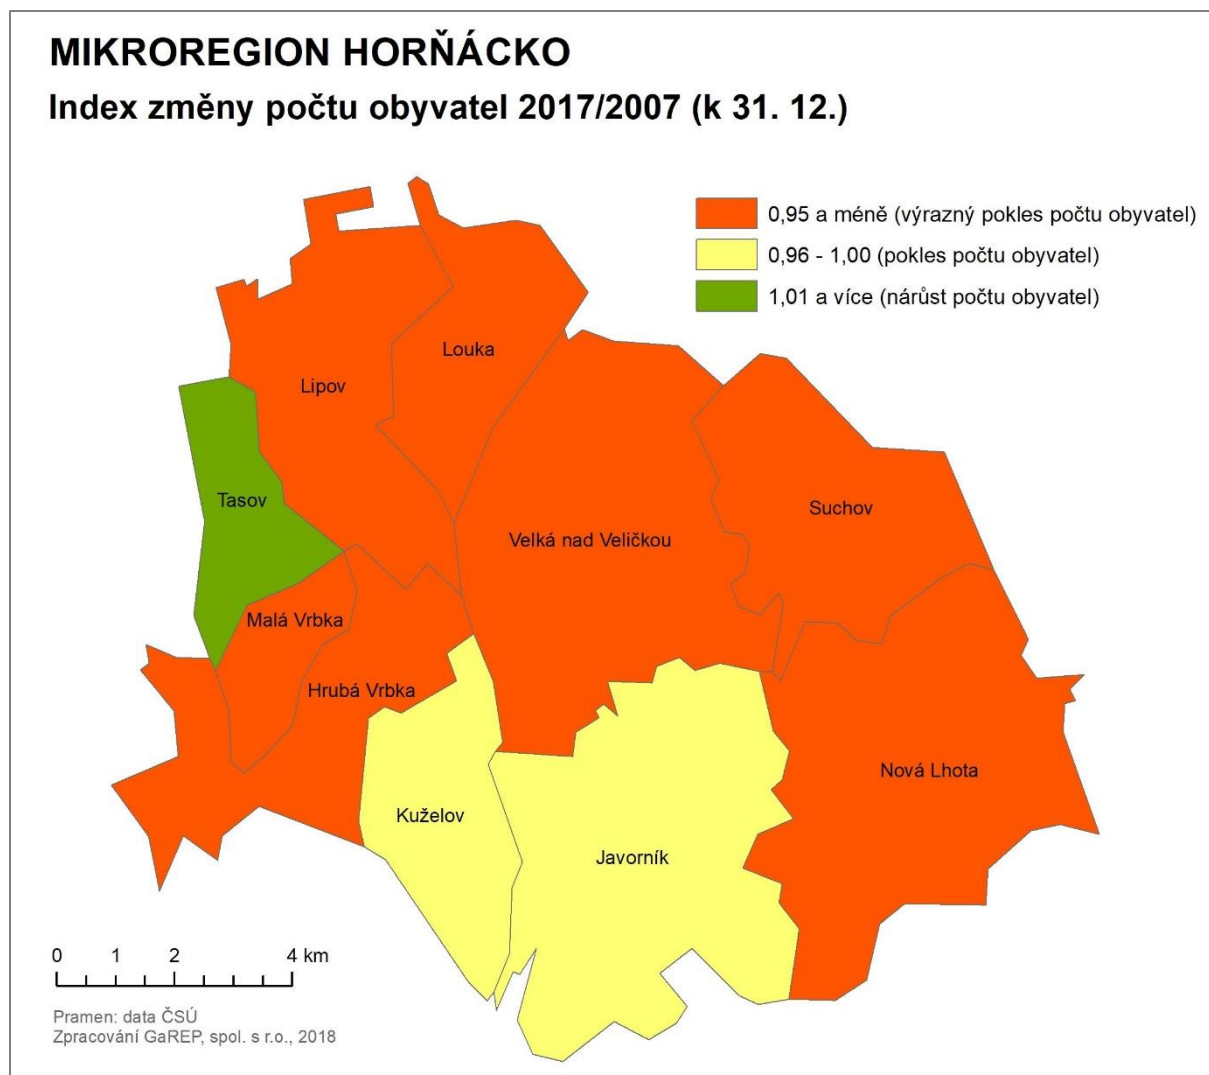 MIKROREGION HORŇÁCKO
Index změny počtu obyvatel 2017/2007 (k 31. 12.)
0,95 a méně (výrazný pokles počtu obyvatel)
0,96 - 1,00 (pokles počtu obyvatel)
1,01 a více (nárůst počtu obyvatel)
Louka
Lipov
Tasov
Suchov
Velká nad Veličkou
Malá Vrbka
Hrubá Vrbka
Nová Lhota
Kuželov
Javorník
0 1 2 4 km
Pramen: data ČSÚ
Zpracování GaREP, spol. s r.o., 2018